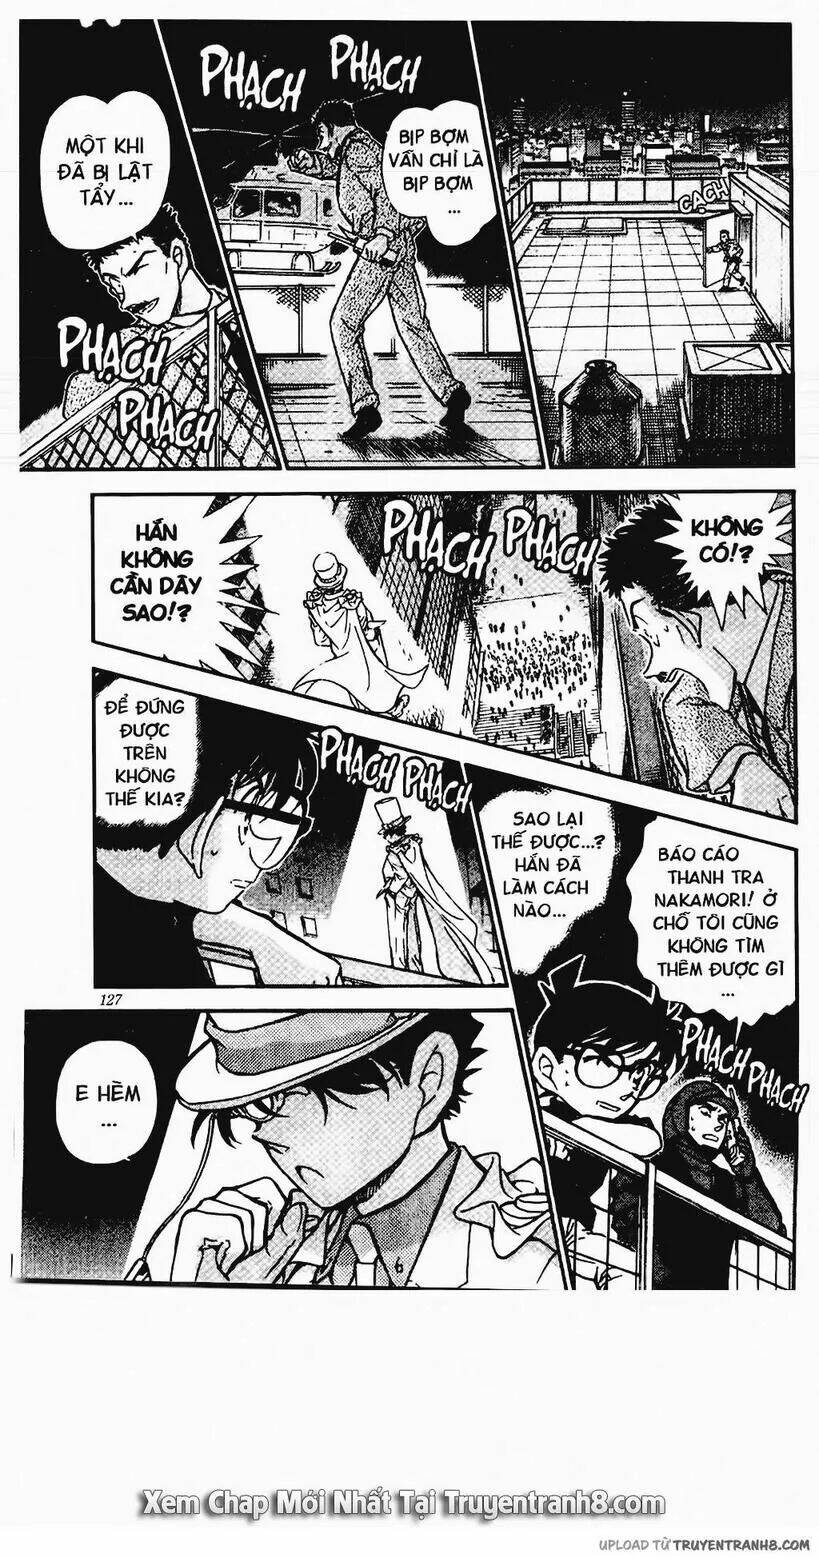 CẠCH
BỊP BỢM
VẤN CHỈ LÀ
BỊP BỢM
...
PHẠCH
PHẠCH
MỘT KHI
ĐÃ BỊ LẬT
TẨY...
PHẠCH
PHẠCH
KHÔNG
CÓ!?
PHẠCH
PHẠCH
HẮN
KHÔNG
CẦN DÂY
SAO!?
ĐỂ ĐỨNG
ĐƯỢC
TRÊN
KHÔNG
THẾ KIA?
PHẠCH PHẠCH
SAO LẠI
THẾ ĐƯỢC...?
HẮN ĐÃ
LÀM CÁCH
NÀO...
BÁO CÁO
THANH TRA
NAKAMORI! Ở
CHỖ TÔI CŨNG
KHÔNG TÌM
THÊM ĐƯỢC GÌ
...
PHẠCH
PHẠCH
127
E HÈM
...
Xem Chap Mới Nhất Tại Truyentranh8.com
UPLOAD TỪ TRUYENTRANH8.COM